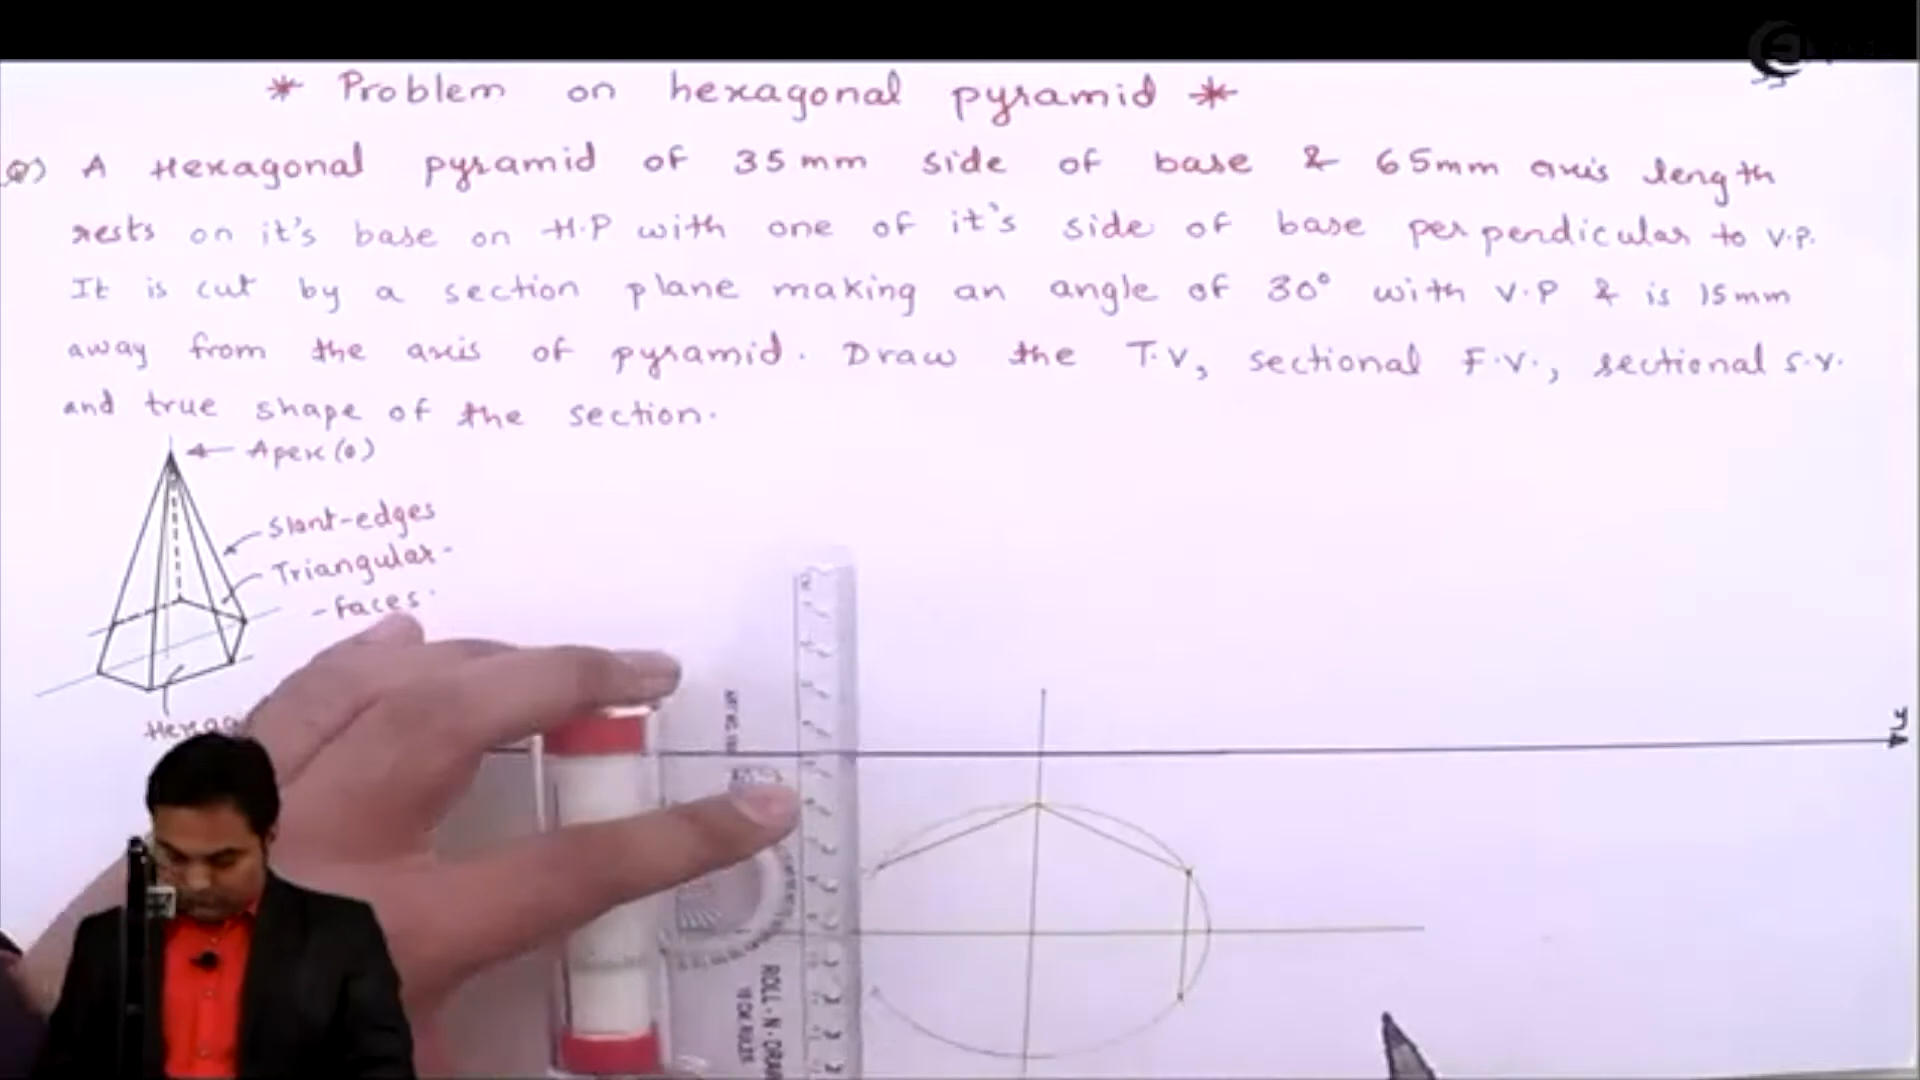 * Problem on hexagonal pyramid *
Q) A Hexagonal pyramid of 35mm side of base & 65mm axis length
rests on it's base on H.P with one of it's side of base perpendicular to V.P.
It is cut by a section plane making an angle of 30° with V.P & is 15mm
away from the axis of pyramid. Draw the T.V, sectional F.V., sectional s.v.
and true shape of the section.
Apex (o)
Slant-edges
Triangular-
-faces.
ROLL-N-DRAW